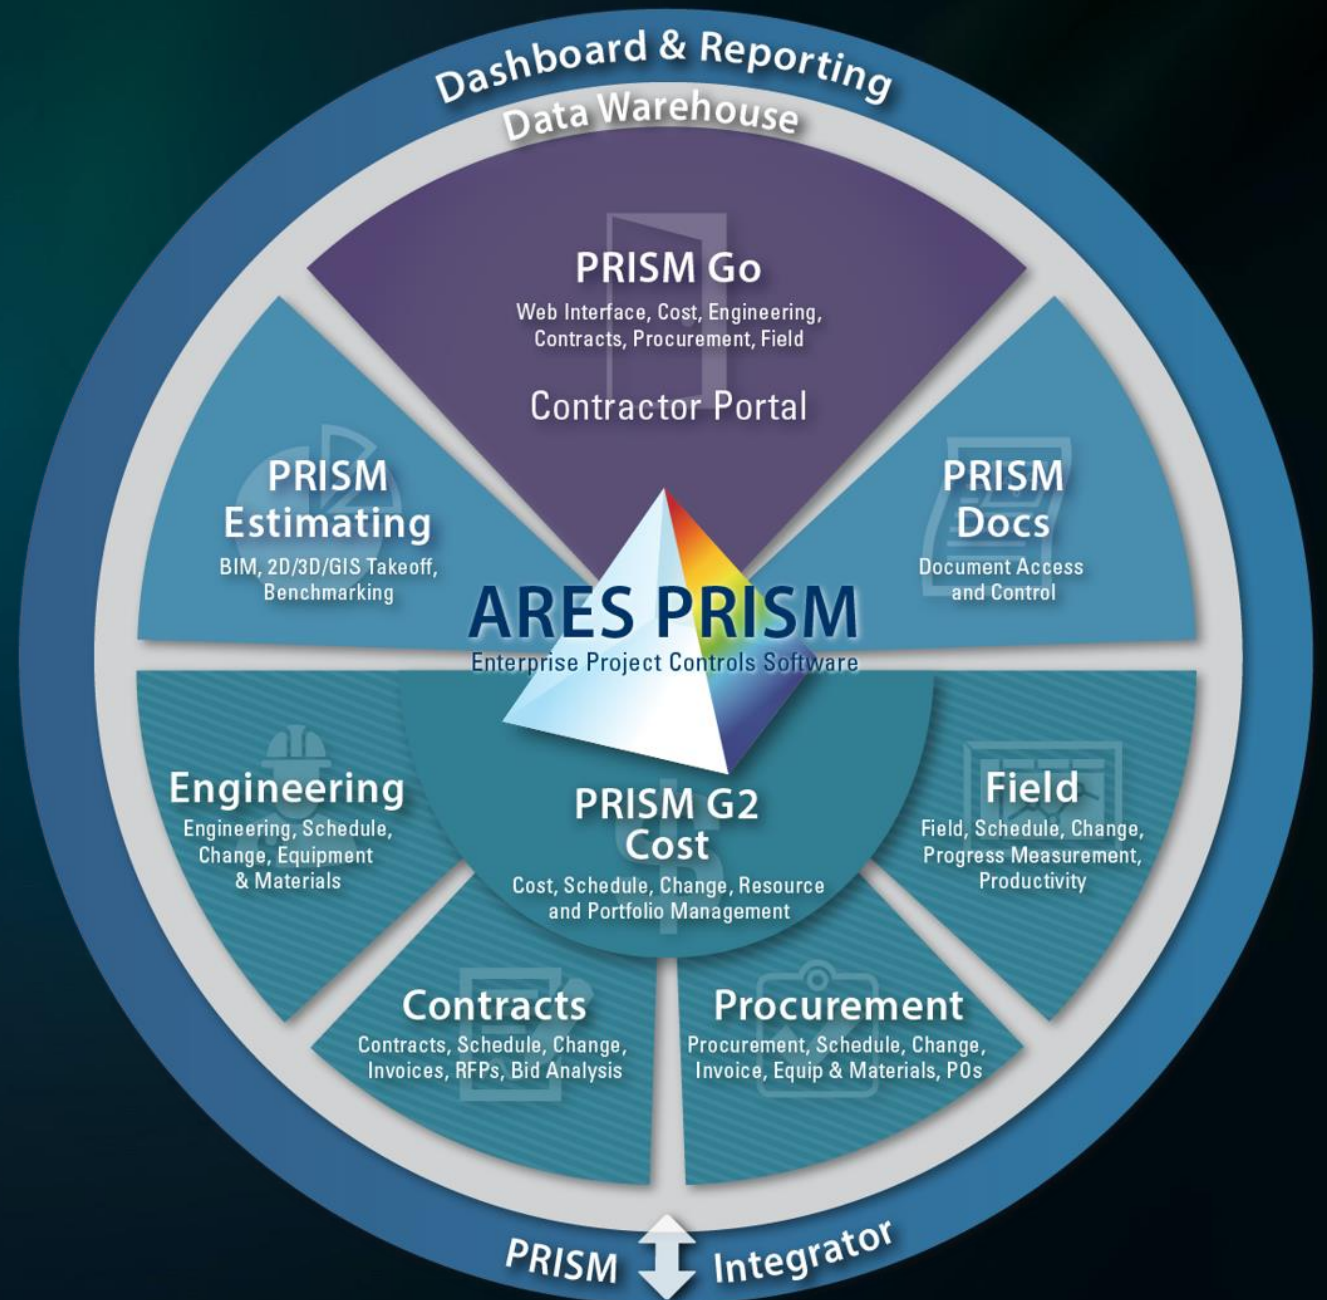 Dashboard & Reporting
Data Warehouse
PRISM Go
Web Interface, Cost, Engineering,
Contracts, Procurement, Field
Contractor Portal
PRISM
Estimating
BIM, 2D/3D/GIS Takeoff,
Benchmarking
PRISM
Docs
Document Access
and Control
ARES PRISM
Enterprise Project Controls Software
Engineering
Engineering, Schedule,
Change, Equipment
& Materials
PRISM G2
Cost
Cost, Schedule, Change, Resource
and Portfolio Management
Field
Field, Schedule, Change,
Progress Measurement,
Productivity
Contracts
Contracts, Schedule, Change,
Invoices, RFPs, Bid Analysis
Procurement
Procurement, Schedule, Change,
Invoice, Equip & Materials, POs
PRISM Integrator